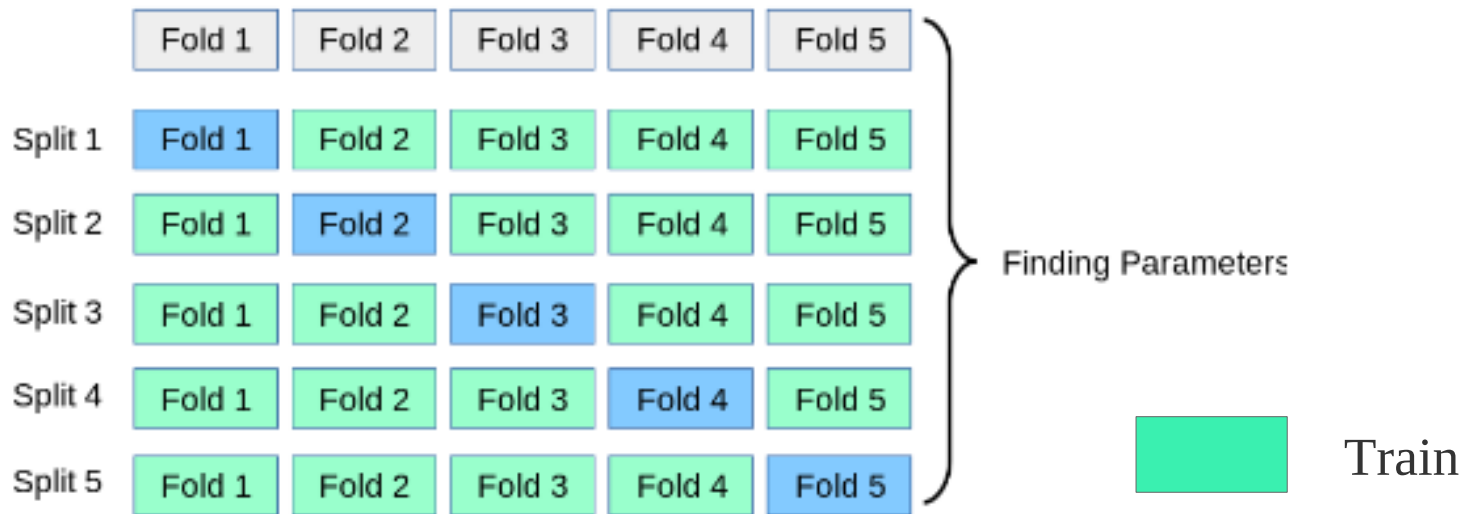 Fold 1 Fold 2 Fold 3 Fold 4 Fold 5
Split 1 Fold 1 Fold 2 Fold 3 Fold 4 Fold 5
Split 2 Fold 1 Fold 2 Fold 3 Fold 4 Fold 5
Finding Parameters
Split 3 Fold 1 Fold 2 Fold 3 Fold 4 Fold 5
Split 4 Fold 1 Fold 2 Fold 3 Fold 4 Fold 5
Train
Split 5 Fold 1 Fold 2 Fold 3 Fold 4 Fold 5